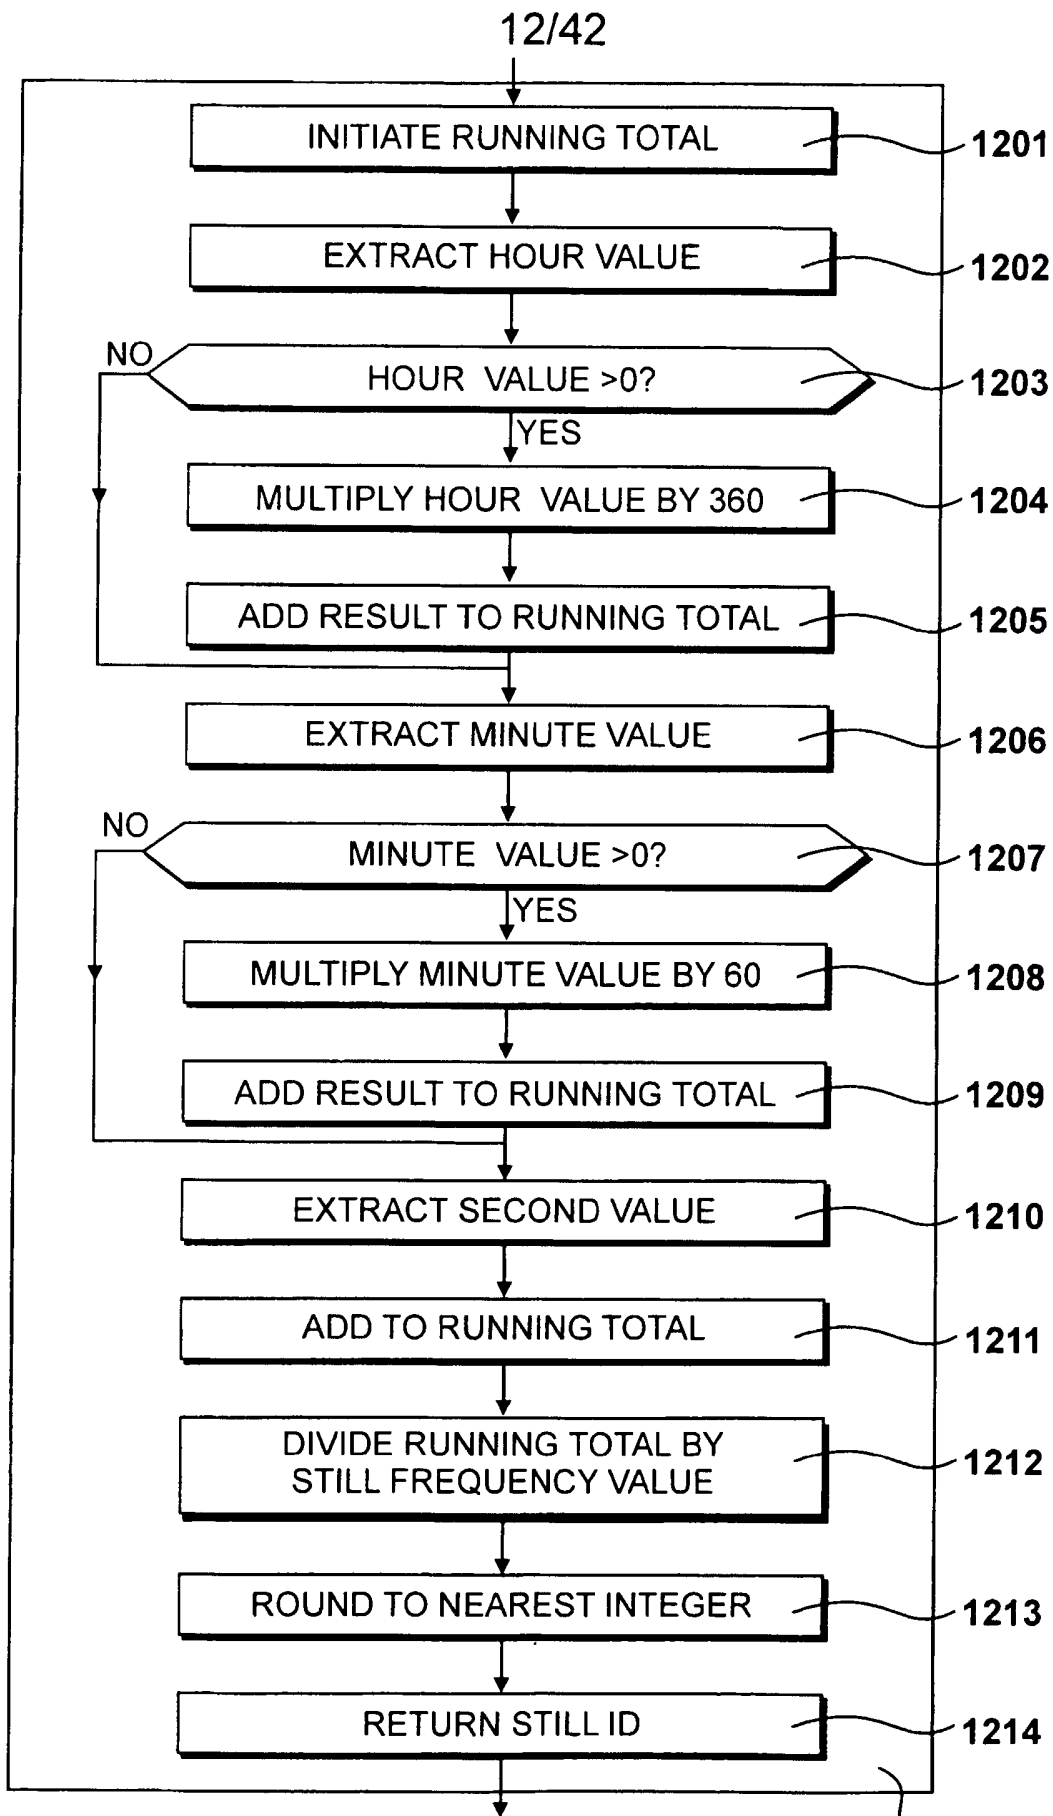 12/42
INITIATE RUNNING TOTAL
1201
EXTRACT HOUR VALUE
1202
NO
HOUR VALUE >0?
1203
YES
MULTIPLY HOUR VALUE BY 360
1204
ADD RESULT TO RUNNING TOTAL
1205
EXTRACT MINUTE VALUE
1206
NO
MINUTE VALUE >0?
1207
YES
MULTIPLY MINUTE VALUE BY 60
1208
ADD RESULT TO RUNNING TOTAL
1209
EXTRACT SECOND VALUE
1210
ADD TO RUNNING TOTAL
1211
DIVIDE RUNNING TOTAL BY
STILL FREQUENCY VALUE
1212
ROUND TO NEAREST INTEGER
1213
RETURN STILL ID
1214